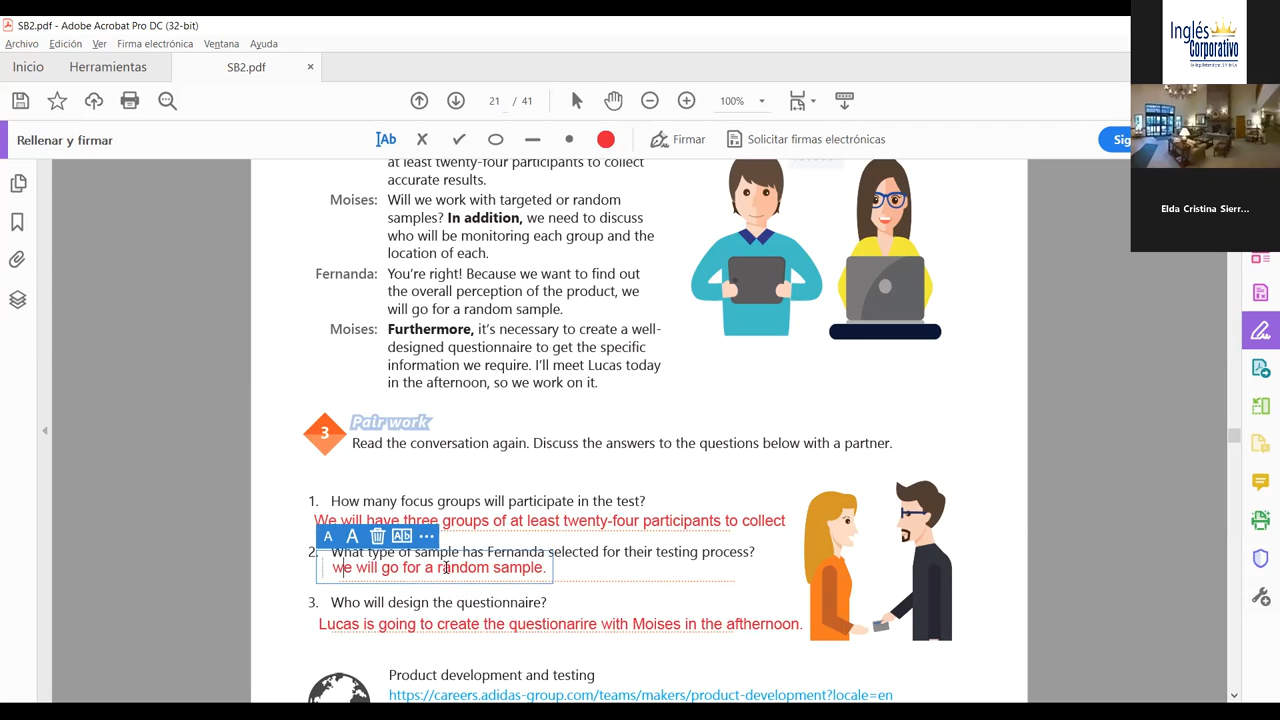 SB2.pdf - Adobe Acrobat Pro DC (32-bit)
Archivo Edición Ver Firma electrónica Ventana Ayuda
Inicio Herramientas SB2.pdf ×
21 / 41 100%
Rellenar y firmar
Ab Firmar Solicitar firmas electrónicas Sig
Inglés
Corporativo
Elda Cristina Sierr...
at least twenty-four participants to collect
accurate results.
Moises: Will we work with targeted or random
samples? In addition, we need to discuss
who will be monitoring each group and the
location of each.
Fernanda: You're right! Because we want to find out
the overall perception of the product, we
will go for a random sample.
Moises: Furthermore, it's necessary to create a well-
designed questionnaire to get the specific
information we require. I'll meet Lucas today
in the afternoon, so we work on it.
3 Pair work
Read the conversation again. Discuss the answers to the questions below with a partner.
1. How many focus groups will participate in the test?
We will have three groups of at least twenty-four participants to collect
A A
2. What type of sample has Fernanda selected for their testing process?
we will go for a random sample.
3. Who will design the questionnaire?
Lucas is going to create the questionarire with Moises in the afthernoon.
Product development and testing
https://careers.adidas-group.com/teams/makers/product-development?locale=en